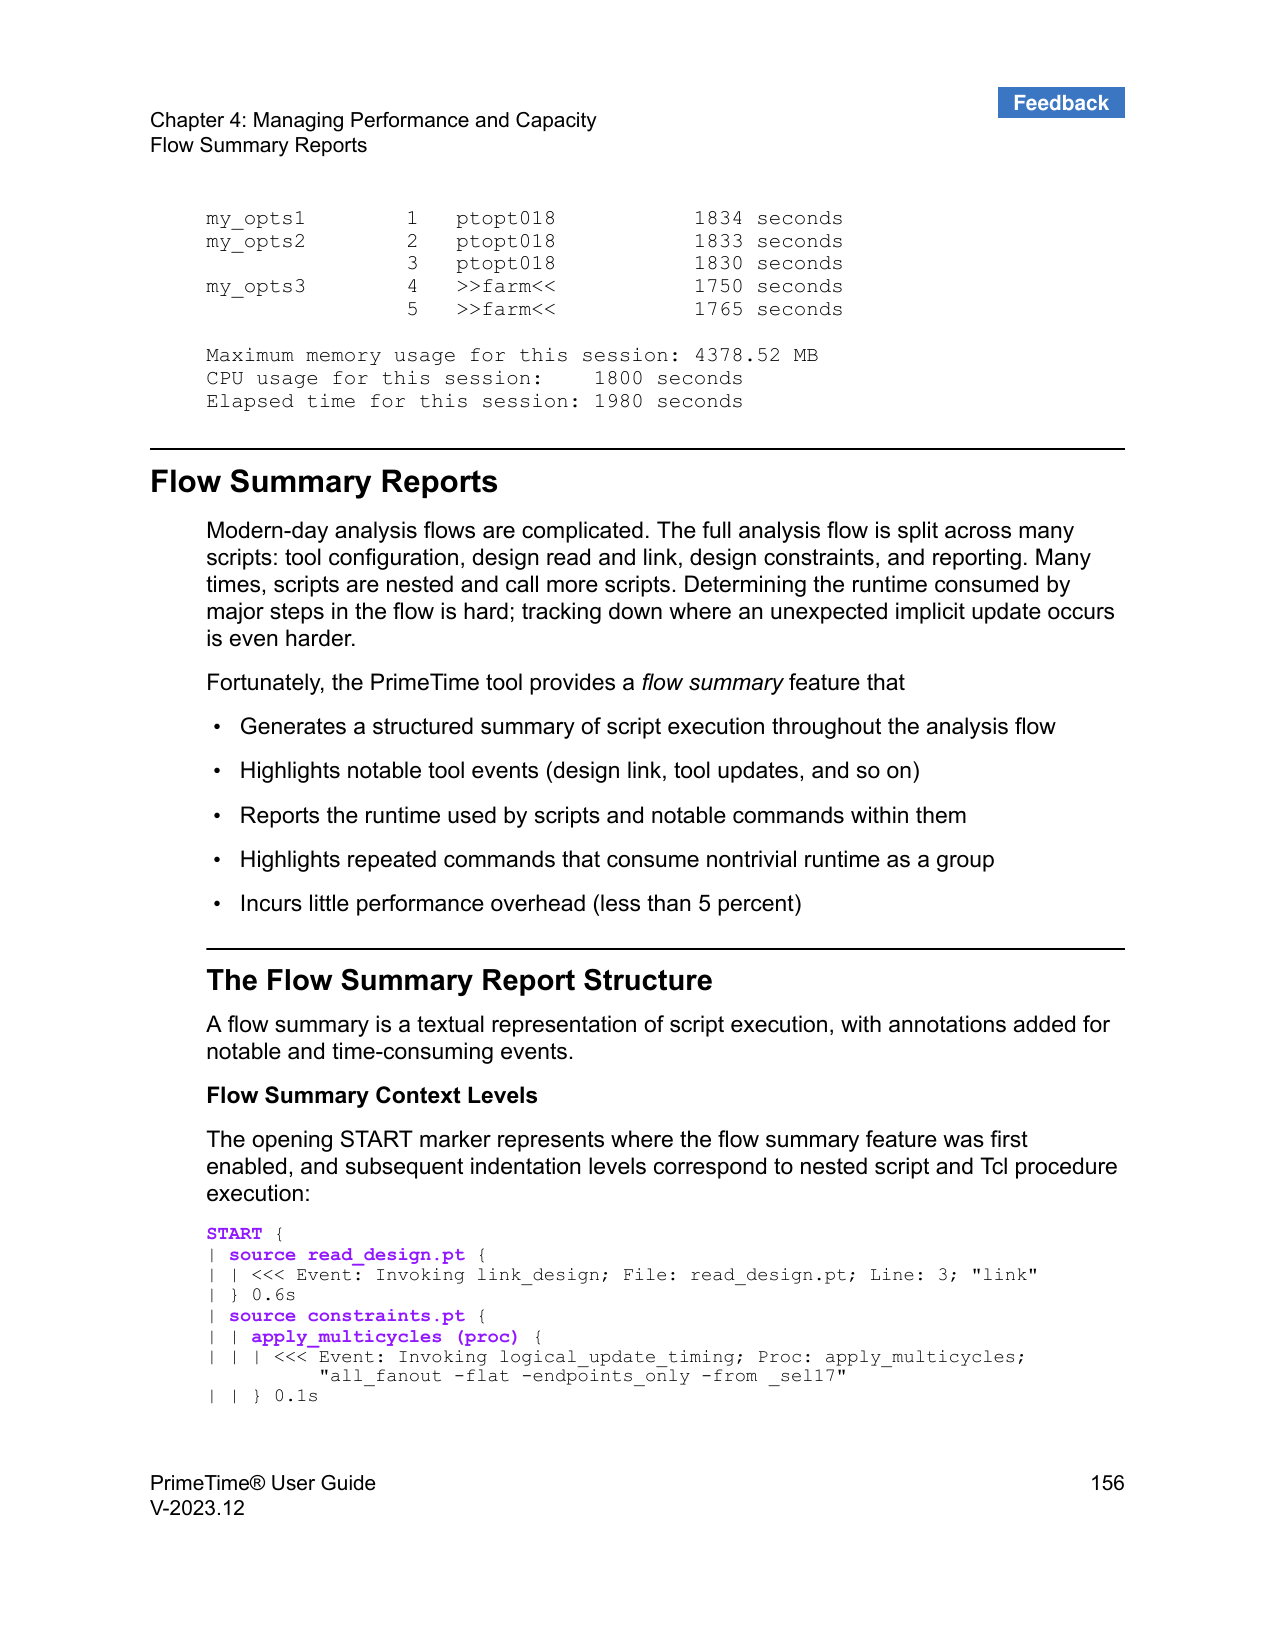 Feedback
Chapter 4: Managing Performance and Capacity
Flow Summary Reports
my_opts1        1   ptopt018           1834 seconds
my_opts2        2   ptopt018           1833 seconds
                3   ptopt018           1830 seconds
my_opts3        4   >>farm<<           1750 seconds
                5   >>farm<<           1765 seconds
Maximum memory usage for this session: 4378.52 MB
CPU usage for this session:    1800 seconds
Elapsed time for this session: 1980 seconds
Flow Summary Reports
Modern-day analysis flows are complicated. The full analysis flow is split across many
scripts: tool configuration, design read and link, design constraints, and reporting. Many
times, scripts are nested and call more scripts. Determining the runtime consumed by
major steps in the flow is hard; tracking down where an unexpected implicit update occurs
is even harder.
Fortunately, the PrimeTime tool provides a flow summary feature that
• Generates a structured summary of script execution throughout the analysis flow
• Highlights notable tool events (design link, tool updates, and so on)
• Reports the runtime used by scripts and notable commands within them
• Highlights repeated commands that consume nontrivial runtime as a group
• Incurs little performance overhead (less than 5 percent)
The Flow Summary Report Structure
A flow summary is a textual representation of script execution, with annotations added for
notable and time-consuming events.
Flow Summary Context Levels
The opening START marker represents where the flow summary feature was first
enabled, and subsequent indentation levels correspond to nested script and Tcl procedure
execution:
START {
| source read_design.pt {
| | <<< Event: Invoking link_design; File: read_design.pt; Line: 3; "link"
| } 0.6s
| source constraints.pt {
| | apply_multicycles (proc) {
| | | <<< Event: Invoking logical_update_timing; Proc: apply_multicycles;
          "all_fanout -flat -endpoints_only -from _sel17"
| | } 0.1s
PrimeTime® User Guide
156
V-2023.12